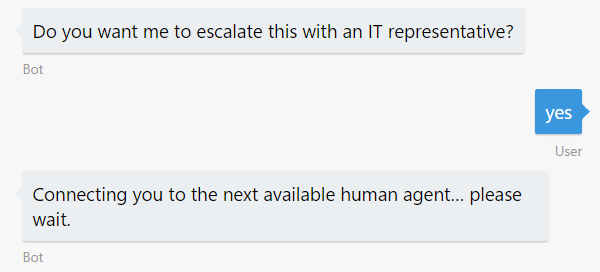 Do you want me to escalate this with an IT representative?
Bot
yes
User
Connecting you to the next available human agent... please
wait.
Bot